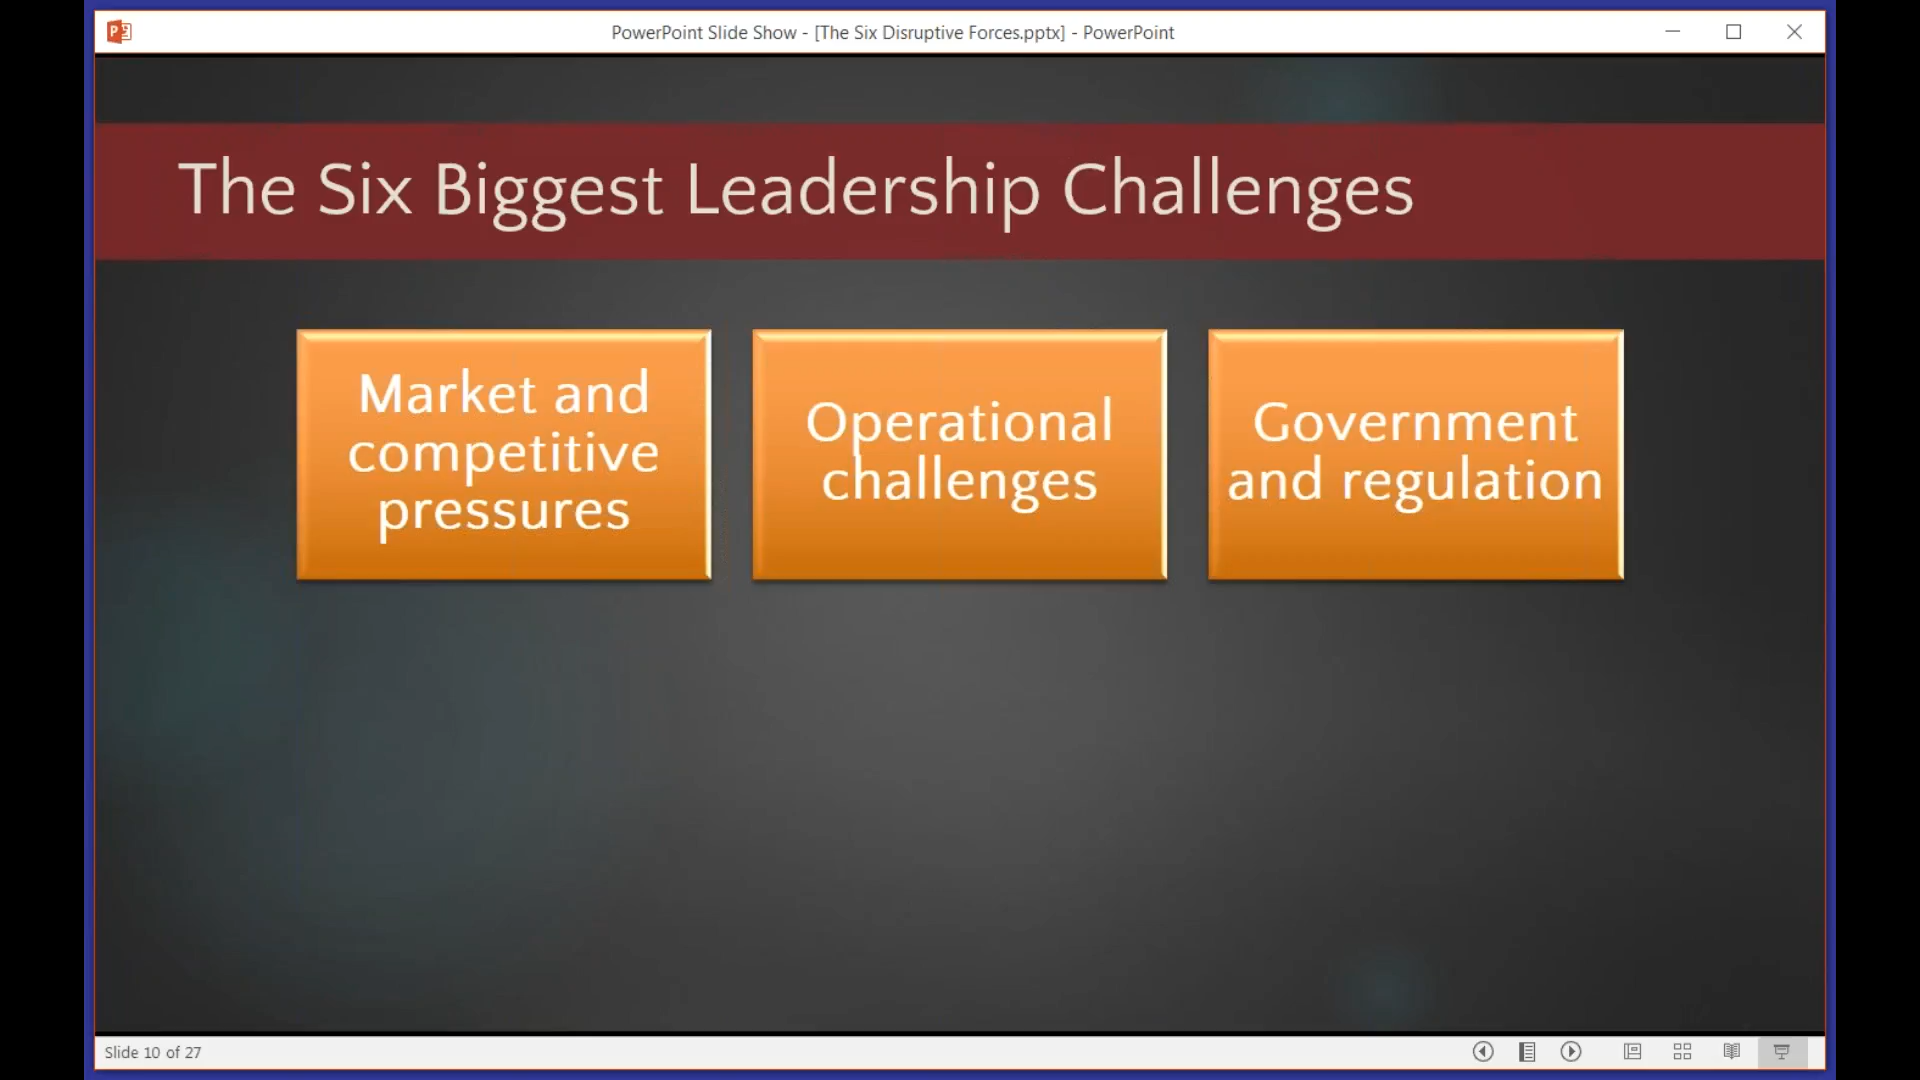 PowerPoint Slide Show - [The Six Disruptive Forces.pptx] - PowerPoint
The Six Biggest Leadership Challenges
Market and
competitive
pressures
Operational
challenges
Government
and regulation
Slide 10 of 27